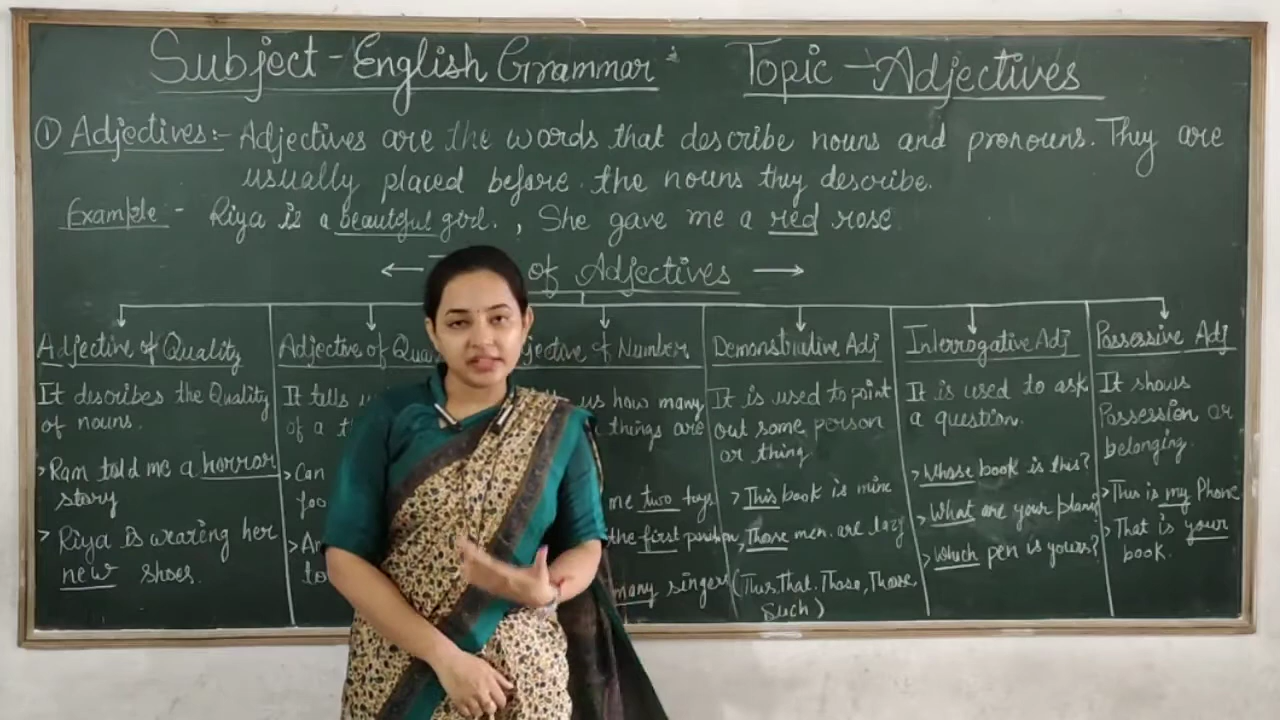 Subject - English Grammar Topic - Adjectives
① Adjectives:- Adjectives are the words that describe nouns and pronouns. They are
usually placed before the nouns they describe.
Example - Riya is a beautiful girl. , She gave me a red rose
of Adjectives
Adjective of Quality
It describes the Quality
of nouns.
> Ram told me a horror
story
> Riya is wearing her
new shoes.
Adjective of
It tells
of a
> Can
of Number
us how many
things are
me two toys
the first
many singers
Demonstrative Adj
It is used to point
out some person
or thing
> This book is mine
> Those men are lazy
(This, That, These, Those,
Such)
Interrogative Adj
It is used to ask
a question.
> Whose book is this?
> What are your plans?
> Which pen is yours?
Possessive Adj
It shows
Possession or
belonging.
> This is my Phone
> That is your
book.